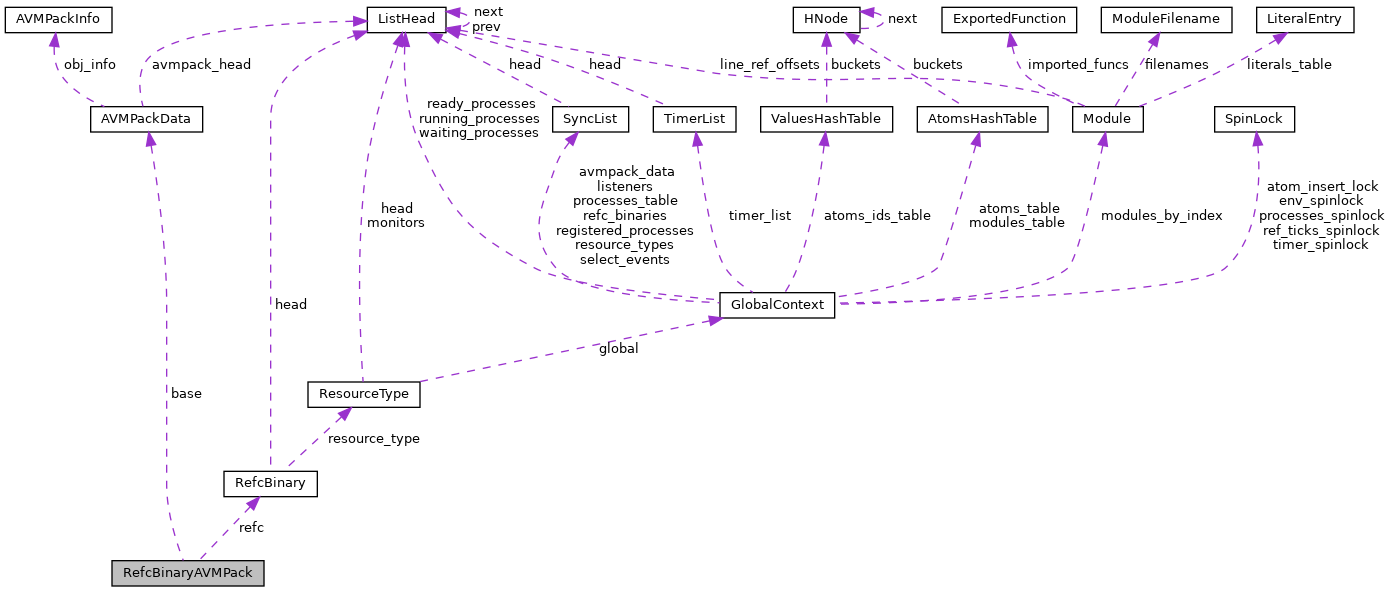 AVMPackInfo
ListHead
next
prev
HNode
next
ExportedFunction
ModuleFilename
LiteralEntry
obj_info
avmpack_head
head
head
line_ref_offsets
buckets
buckets
imported_funcs
filenames
literals_table
AVMPackData
ready_processes
running_processes
waiting_processes
SyncList
TimerList
ValuesHashTable
AtomsHashTable
Module
SpinLock
avmpack_data
listeners
processes_table
refc_binaries
registered_processes
resource_types
select_events
head
monitors
timer_list
atoms_ids_table
atoms_table
modules_table
modules_by_index
atom_insert_lock
env_spinlock
processes_spinlock
ref_ticks_spinlock
timer_spinlock
head
GlobalContext
global
base
ResourceType
resource_type
RefcBinary
refc
RefcBinaryAVMPack